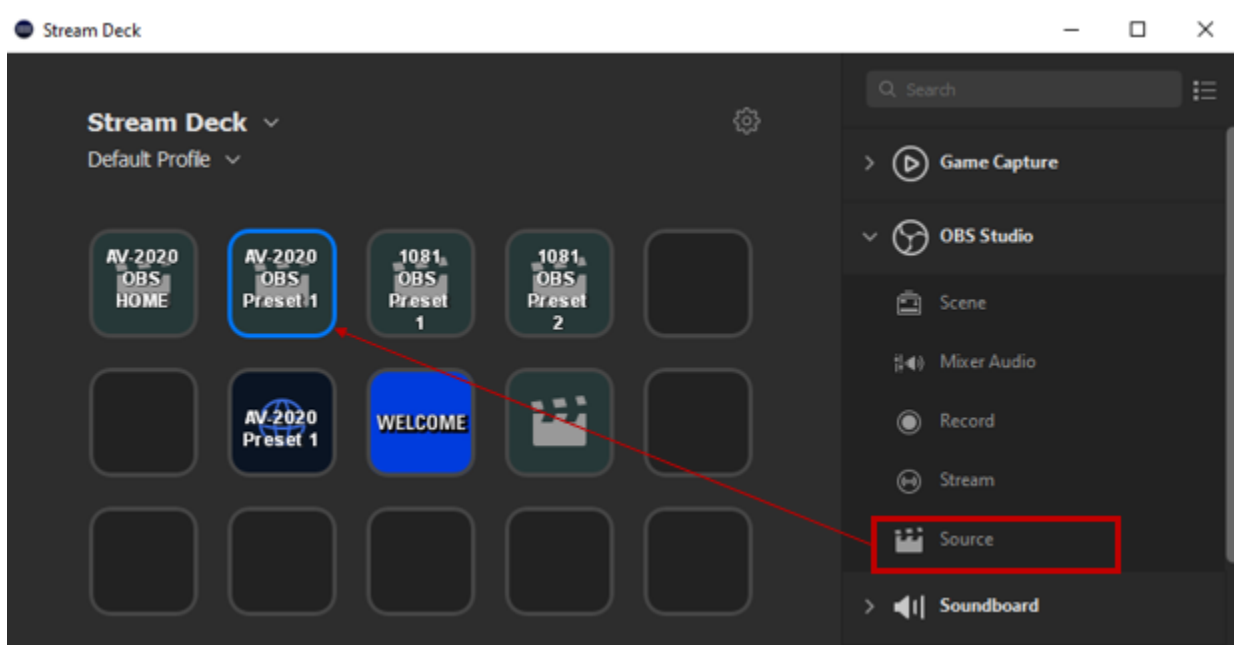 Stream Deck
Search
Stream Deck
Default Profile
Game Capture
OBS Studio
AV-2020
OBS
HOME
AV-2020
OBS
Preset 1
1081
OBS
Preset
1
1081
OBS
Preset
2
Scene
Mixer Audio
AV-2020
Preset 1
WELCOME
Record
Stream
Source
Soundboard